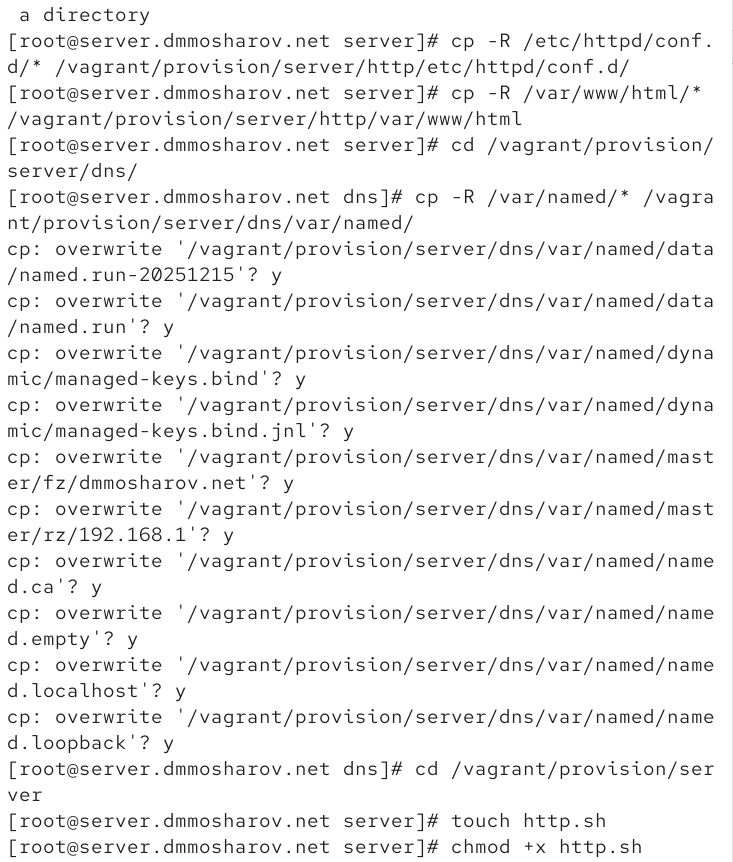 a directory
[root@server.dmmosharov.net server]# cp -R /etc/httpd/conf.
d/* /vagrant/provision/server/http/etc/httpd/conf.d/
[root@server.dmmosharov.net server]# cp -R /var/www/html/*
/vagrant/provision/server/http/var/www/html
[root@server.dmmosharov.net server]# cd /vagrant/provision/
server/dns/
[root@server.dmmosharov.net dns]# cp -R /var/named/* /vagra
nt/provision/server/dns/var/named/
cp: overwrite '/vagrant/provision/server/dns/var/named/data
/named.run-20251215'? y
cp: overwrite '/vagrant/provision/server/dns/var/named/data
/named.run'? y
cp: overwrite '/vagrant/provision/server/dns/var/named/dyna
mic/managed-keys.bind'? y
cp: overwrite '/vagrant/provision/server/dns/var/named/dyna
mic/managed-keys.bind.jnl'? y
cp: overwrite '/vagrant/provision/server/dns/var/named/mast
er/fz/dmmosharov.net'? y
cp: overwrite '/vagrant/provision/server/dns/var/named/mast
er/rz/192.168.1'? y
cp: overwrite '/vagrant/provision/server/dns/var/named/name
d.ca'? y
cp: overwrite '/vagrant/provision/server/dns/var/named/name
d.empty'? y
cp: overwrite '/vagrant/provision/server/dns/var/named/name
d.localhost'? y
cp: overwrite '/vagrant/provision/server/dns/var/named/name
d.loopback'? y
[root@server.dmmosharov.net dns]# cd /vagrant/provision/ser
ver
[root@server.dmmosharov.net server]# touch http.sh
[root@server.dmmosharov.net server]# chmod +x http.sh